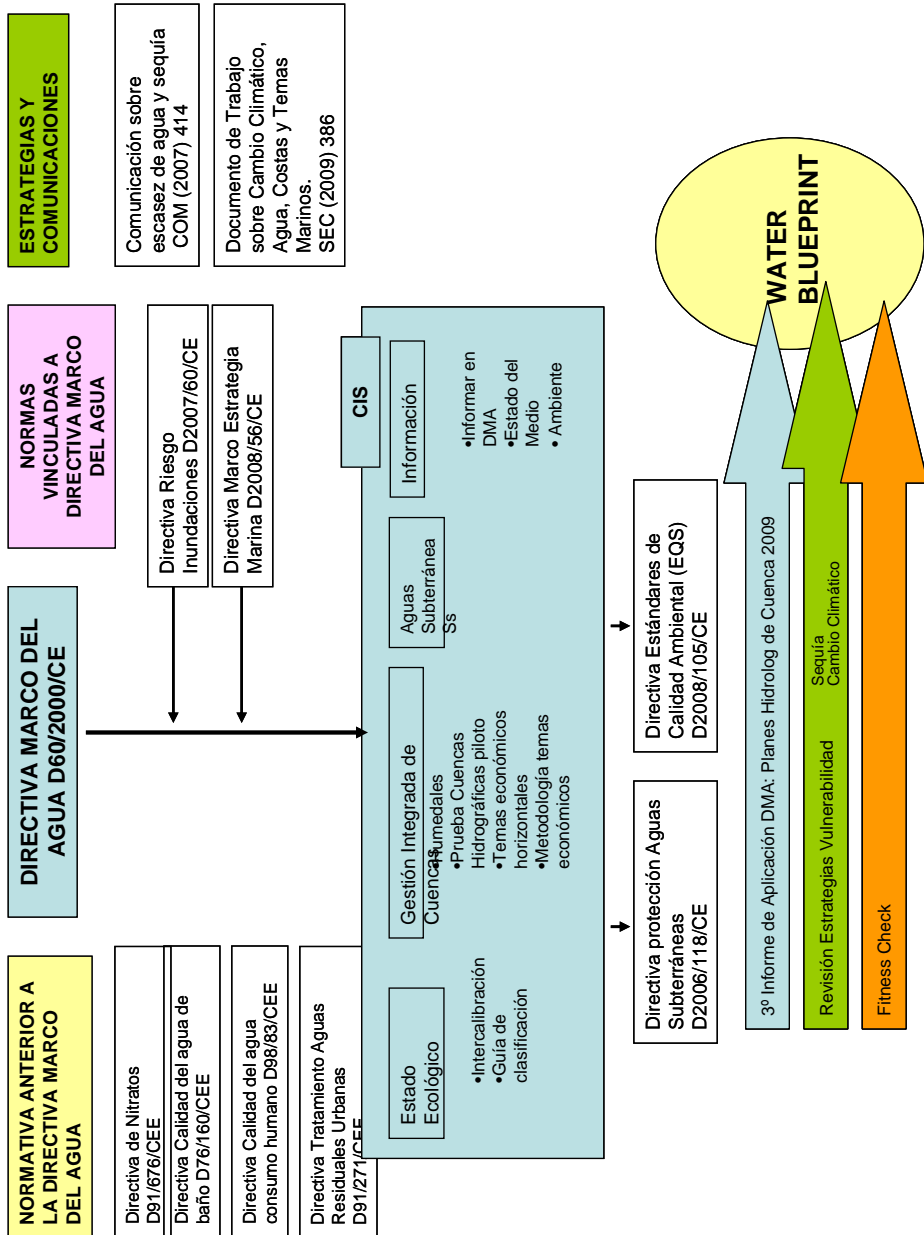 NORMATIVA ANTERIOR A
LA DIRECTIVA MARCO
DEL AGUA
DIRECTIVA MARCO DEL
AGUA D60/2000/CE
NORMAS
VINCULADAS A
DIRECTIVA MARCO
DEL AGUA
ESTRATEGIAS Y
COMUNICACIONES
Directiva de Nitratos
D91/676/CEE
Directiva Calidad del agua de
baño D76/160/CEE
Directiva Calidad del agua
consumo humano D98/83/CEE
Directiva Tratamiento Aguas
Residuales Urbanas
D91/271/CEE
Directiva Riesgo
Inundaciones D2007/60/CE
Directiva Marco Estrategia
Marina D2008/56/CE
Comunicación sobre
escasez de agua y sequía
COM (2007) 414
Documento de Trabajo
sobre Cambio Climático,
Agua, Costas y Temas
Marinos.
SEC (2009) 386
CIS
Estado
Ecológico
•Intercalibración
•Guía de
clasificación
Gestión Integrada de
Cuencas
•Humedales
•Prueba Cuencas
Hidrográficas piloto
•Temas económicos
horizontales
•Metodología temas
económicos
Aguas
Subterránea
Ss
Información
•Informar en
DMA
•Estado del
Medio
• Ambiente
Directiva protección Aguas
Subterráneas
D2006/118/CE
Directiva Estándares de
Calidad Ambiental (EQS)
D2008/105/CE
3º Informe de Aplicación DMA: Planes Hidrolog de Cuenca 2009
Revisión Estrategias Vulnerabilidad
Sequía
Cambio Climático
Fitness Check
WATER
BLUEPRINT